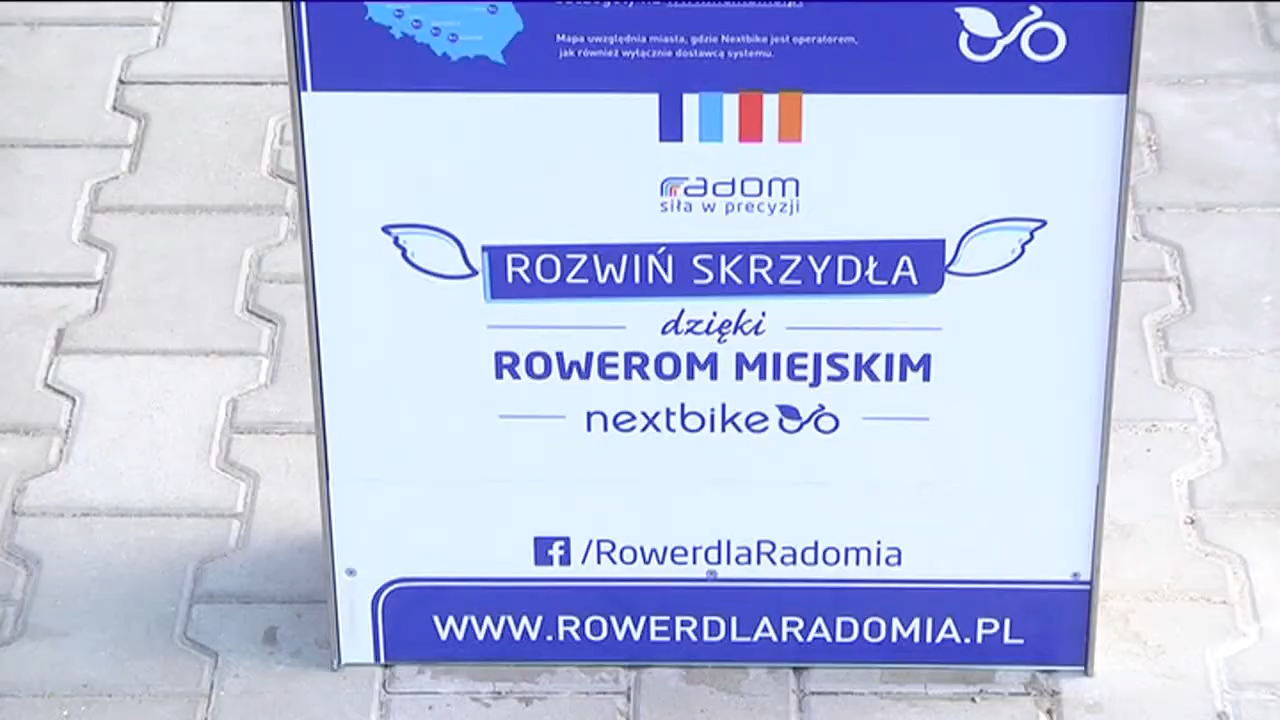 Mapa uwzględnia miasta, gdzie Nextbike jest operatorem,
jak również wyłącznie dostawcą systemu.
radom
siła w precyzji
ROZWIŃ SKRZYDŁA
dzięki
ROWEROM MIEJSKIM
nextbike
/RowerdlaRadomia
WWW.ROWERDLARADOMIA.PL